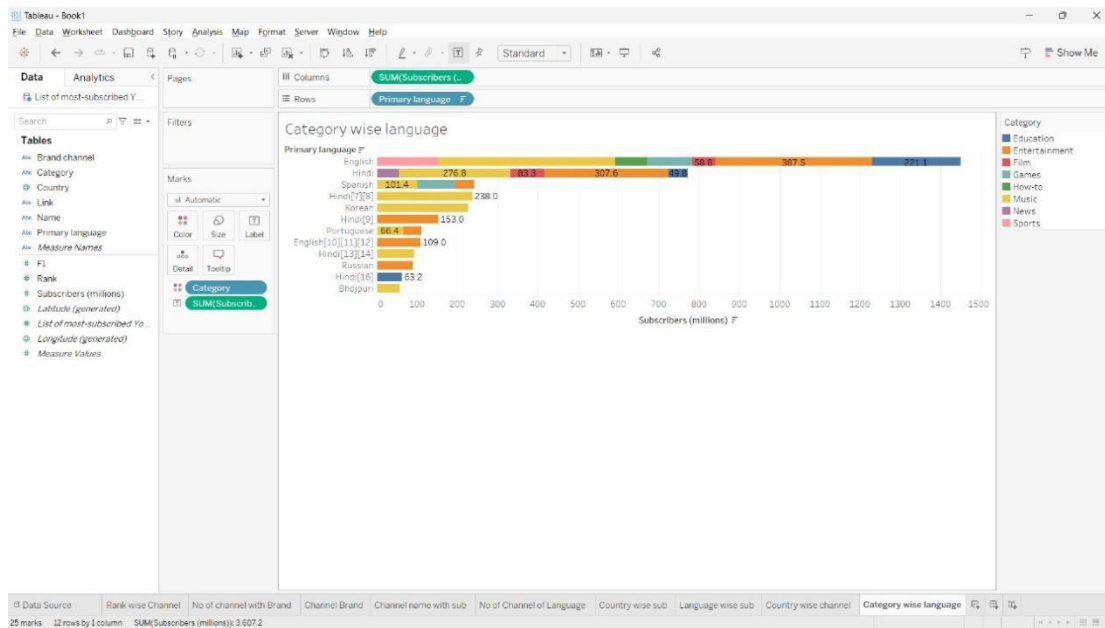 Tableau - Book1
File Data Worksheet Dashboard Story Analysis Map Format Server Window Help
Standard
Show Me
Data Analytics
List of most-subscribed Y...
Search
Tables
Abc Brand channel
Abc Category
Country
Abc Link
Abc Name
Abc Primary language
Abc Measure Names
# F1
# Rank
# Subscribers (millions)
Latitude (generated)
# List of most-subscribed Yo...
Longitude (generated)
# Measure Values
Pages
Filters
Marks
Automatic
Color Size Label
Detail Tooltip
Category
SUM(Subscrib..
Columns SUM(Subscribers (..
Rows Primary language
Category wise language
Primary language
English 58.6 387.5 221.1
Hindi 276.8 83.3 307.6 49.8
Spanish 101.4
Hindi[7][8] 238.0
Korean
Hindi[9] 153.0
Portuguese 66.4
English[10][11][12] 109.0
Hindi[13][14]
Russian
Hindi[16] 63.2
Bhojpuri
0 100 200 300 400 500 600 700 800 900 1000 1100 1200 1300 1400 1500
Subscribers (millions)
Category
Education
Entertainment
Film
Games
How-to
Music
News
Sports
Data Source Rank wise Channel No of channel with Brand Channel Brand Channel name with sub No of Channel of Language Country wise sub Language wise sub Country wise channel Category wise language
25 marks 12 rows by 1 column SUM(Subscribers (millions)): 3,607.2